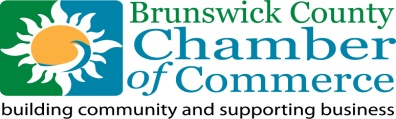 Brunswick County
Chamber
of Commerce
building community and supporting business